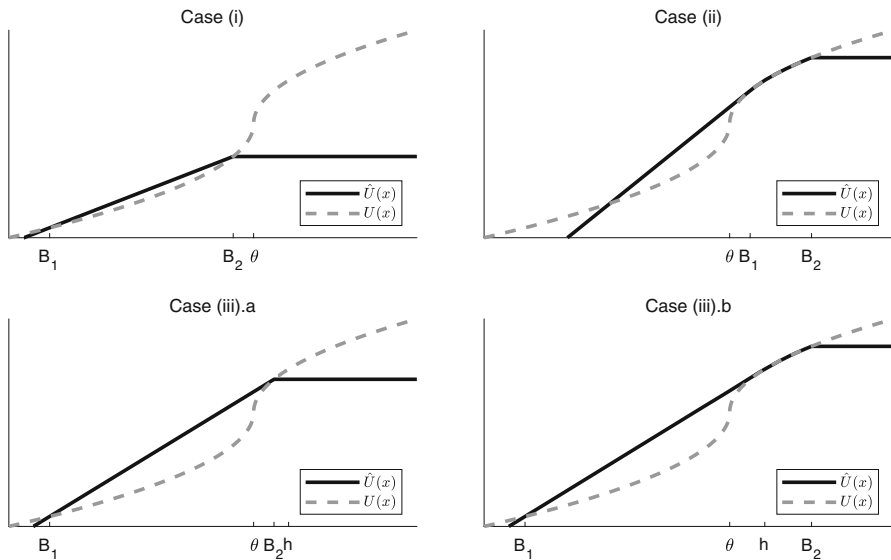 Case (i)
Û(x)
U(x)
B₁ B₂ θ
Case (ii)
Û(x)
U(x)
θ B₁ B₂
Case (iii).a
Û(x)
U(x)
B₁ θ B₂ h
Case (iii).b
Û(x)
U(x)
B₁ θ h B₂